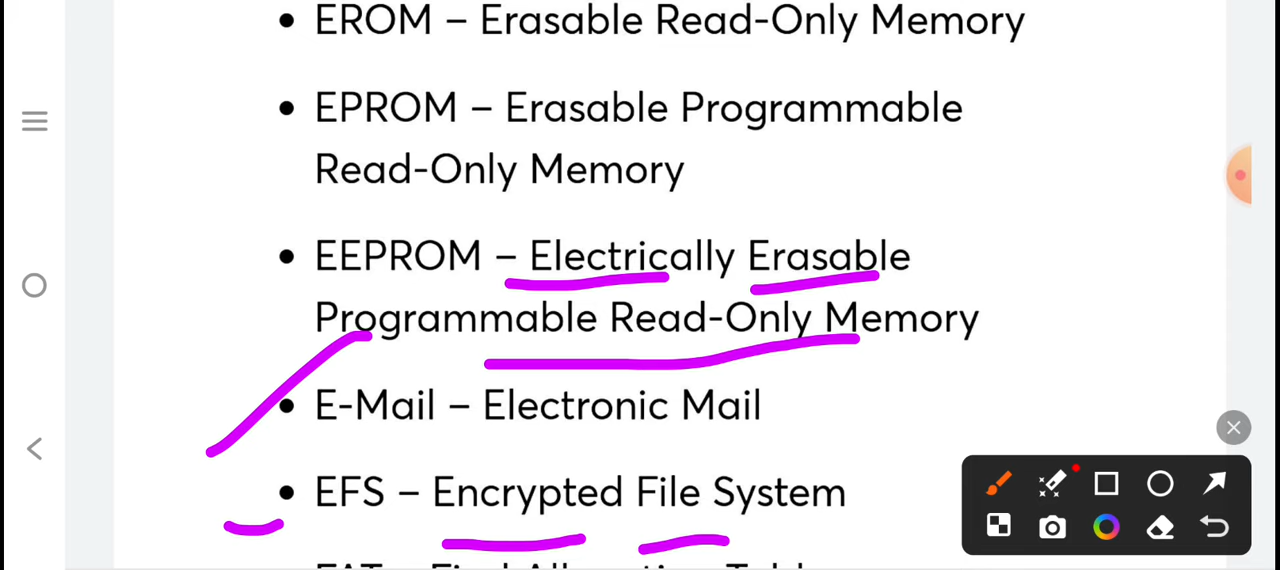 • EROM – Erasable Read-Only Memory
• EPROM – Erasable Programmable
Read-Only Memory
• EEPROM – Electrically Erasable
Programmable Read-Only Memory
• E-Mail – Electronic Mail
• EFS – Encrypted File System